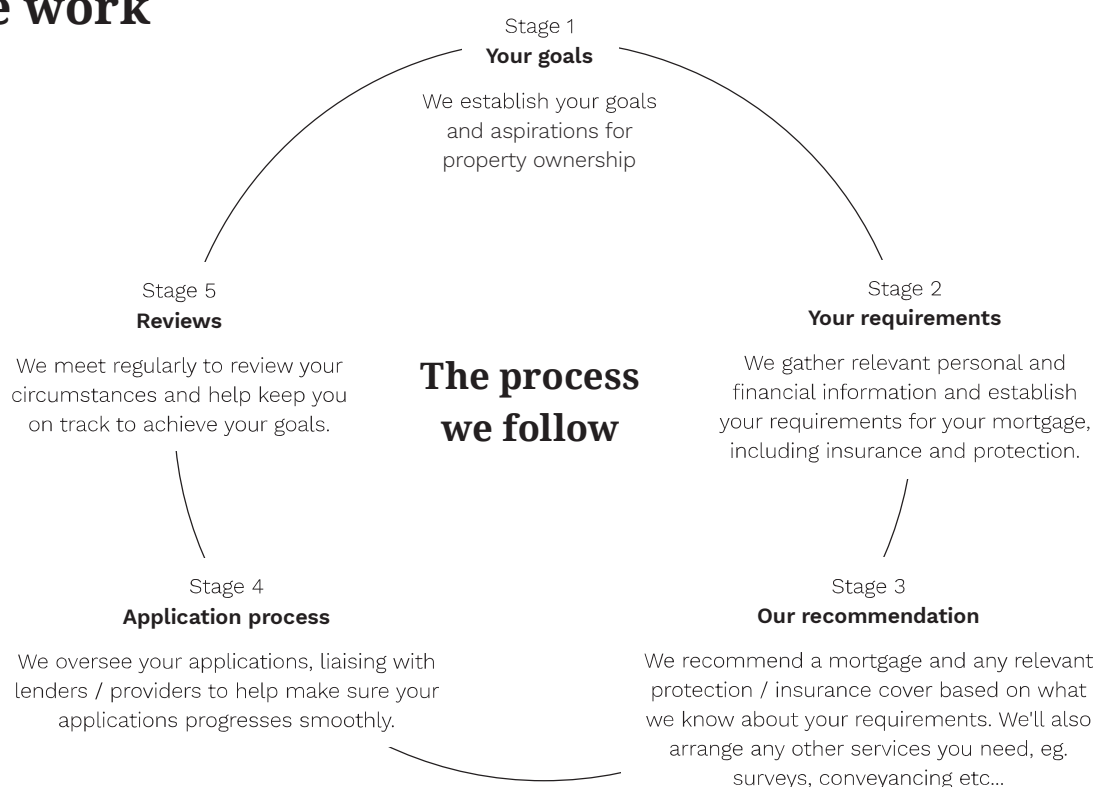 e work
Stage 1
Your goals
We establish your goals
and aspirations for
property ownership
Stage 2
Your requirements
We gather relevant personal and
financial information and establish
your requirements for your mortgage,
including insurance and protection.
Stage 3
Our recommendation
We recommend a mortgage and any relevant
protection / insurance cover based on what
we know about your requirements. We'll also
arrange any other services you need, eg.
surveys, conveyancing etc...
Stage 4
Application process
We oversee your applications, liaising with
lenders / providers to help make sure your
applications progresses smoothly.
Stage 5
Reviews
We meet regularly to review your
circumstances and help keep you
on track to achieve your goals.
The process
we follow